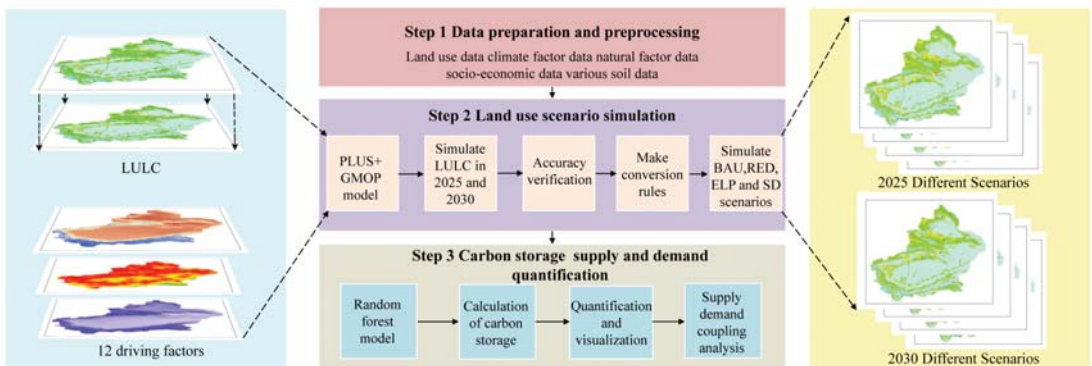 LULC
12 driving factors
Step 1 Data preparation and preprocessing
Land use data climate factor data natural factor data
socio-economic data various soil data
Step 2 Land use scenario simulation
PLUS+
GMOP
model
Simulate
LULC in
2025 and
2030
Accuracy
verification
Make
conversion
rules
Simulate
BAU,RED,
ELP and SD
scenarios
Step 3 Carbon storage supply and demand
quantification
Random
forest
model
Calculation
of carbon
storage
Quantification
and
visualization
Supply
demand
coupling
analysis
2025 Different Scenarios
2030 Different Scenarios